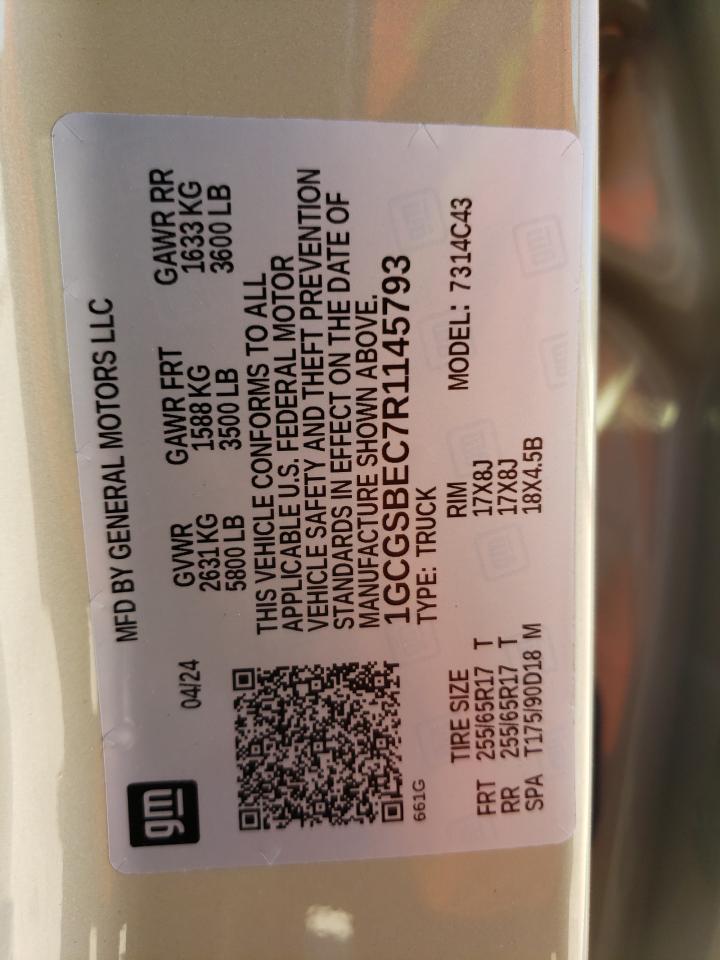 gm
MFD BY GENERAL MOTORS LLC
04/24
GVWR GAWR FRT GAWR RR
2631 KG 1588 KG 1633 KG
5800 LB 3500 LB 3600 LB
THIS VEHICLE CONFORMS TO ALL
APPLICABLE U.S. FEDERAL MOTOR
VEHICLE SAFETY AND THEFT PREVENTION
STANDARDS IN EFFECT ON THE DATE OF
MANUFACTURE SHOWN ABOVE.
1GCGSBEC7R1145793
TYPE: TRUCK
661G
MODEL: 7314C43
TIRE SIZE RIM
FRT 255/65R17 T 17X8J
RR 255/65R17 T 17X8J
SPA T175/90D18 M 18X4.5B